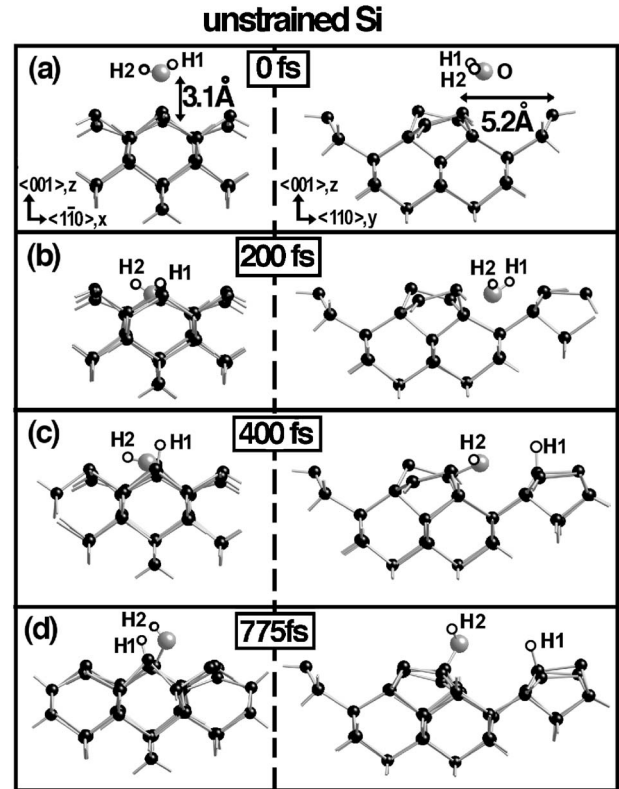 unstrained Si
(a) 0 fs
H2 H1
3.1Å
H1
H2 O
5.2Å
<001>,z
<11̄0>,x
<001>,z
<110>,y
(b) 200 fs
H2 H1
H2 H1
(c) 400 fs
H2 H1
H2 H1
(d) 775fs
H2
H1
H2 H1